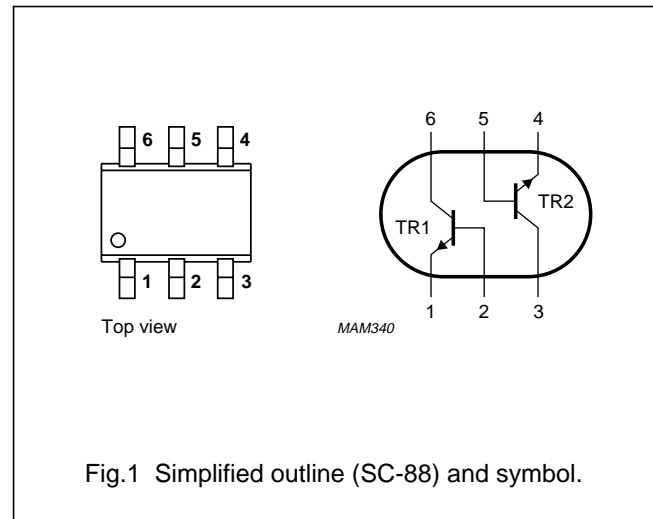 6 5 4
1 2 3
Top view
6 5 4
TR1
TR2
1 2 3
MAM340
Fig.1 Simplified outline (SC-88) and symbol.